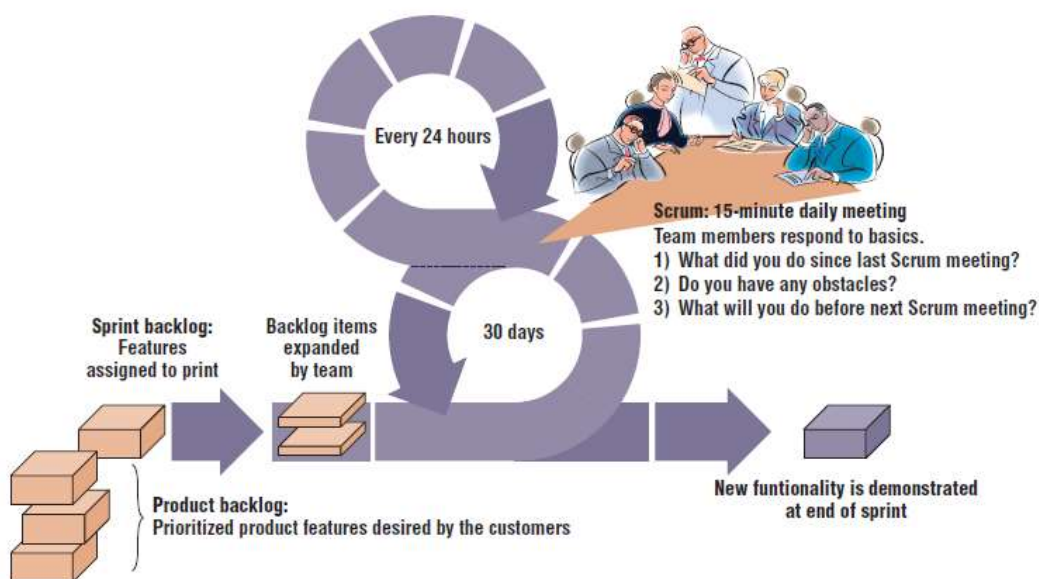 Every 24 hours
Scrum: 15-minute daily meeting
Team members respond to basics.
1) What did you do since last Scrum meeting?
2) Do you have any obstacles?
3) What will you do before next Scrum meeting?
30 days
Sprint backlog:
Features
assigned to print
Backlog items
expanded
by team
New funtionality is demonstrated
at end of sprint
Product backlog:
Prioritized product features desired by the customers